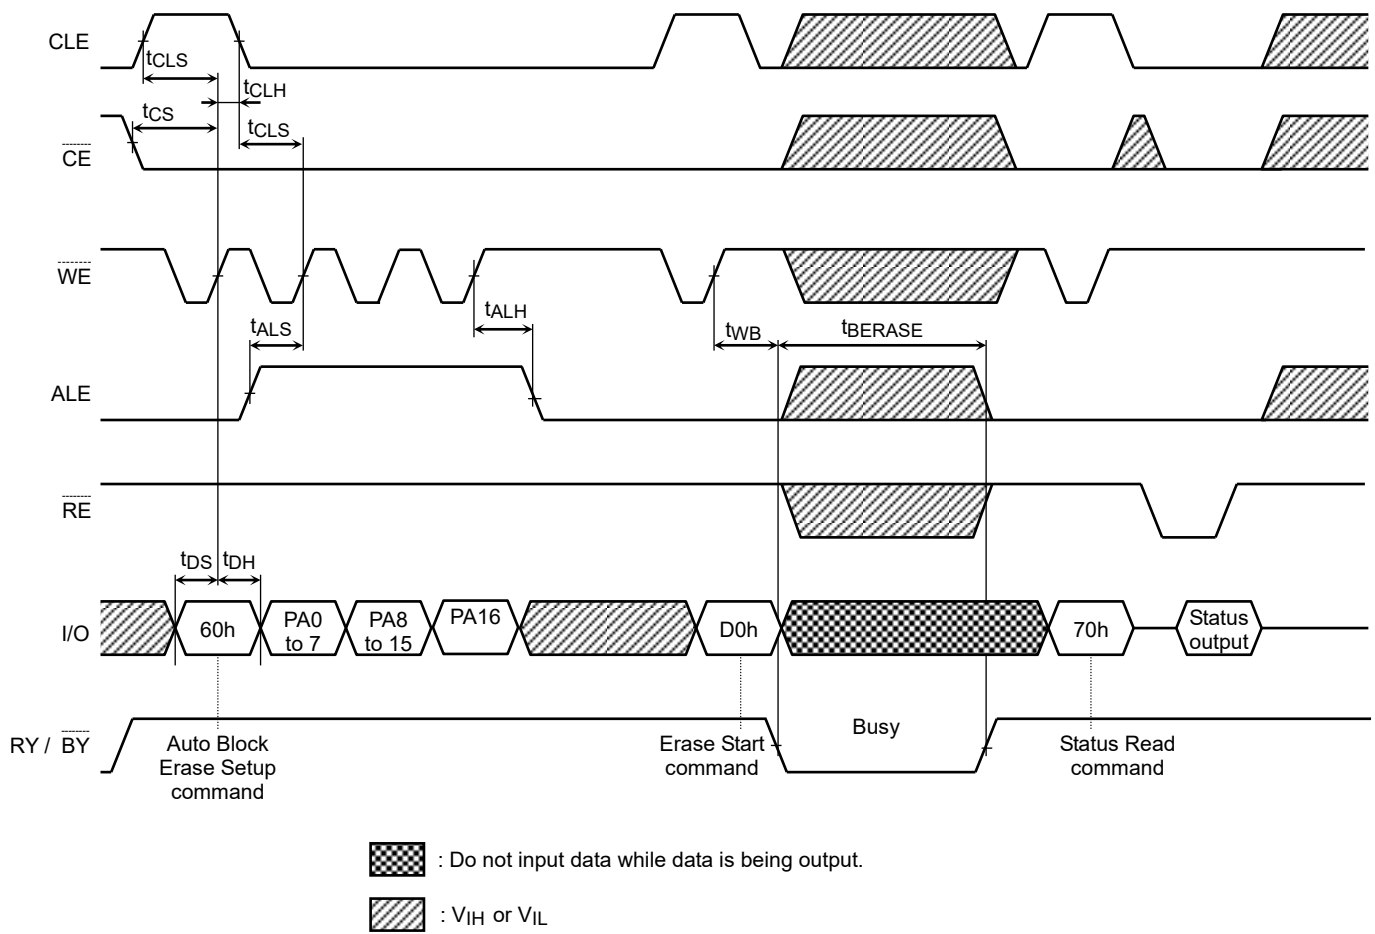 CLE
tCLS
tCLH
tCS
tCLS
CE
WE
tALS
tALH
tWB
tBERASE
ALE
RE
tDS
tDH
I/O
60h
PA0
to 7
PA8
to 15
PA16
D0h
70h
Status
output
RY / BY
Busy
Auto Block
Erase Setup
command
Erase Start
command
Status Read
command
: Do not input data while data is being output.
: VIH or VIL